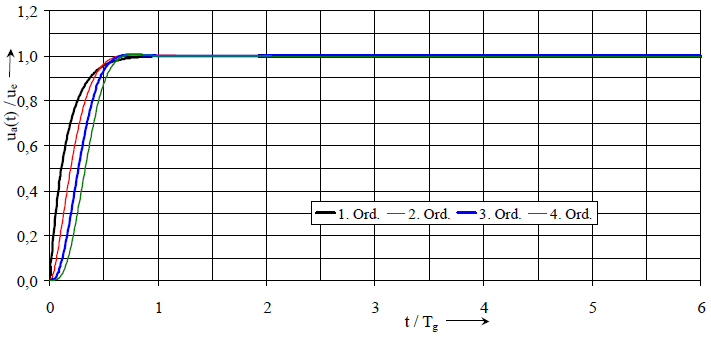 1,2
1,0
0,8
0,6
0,4
0,2
0,0
uₐ(t) / uₑ
1. Ord. 2. Ord. 3. Ord. 4. Ord.
0 1 2 3 4 5 6
t / T_g